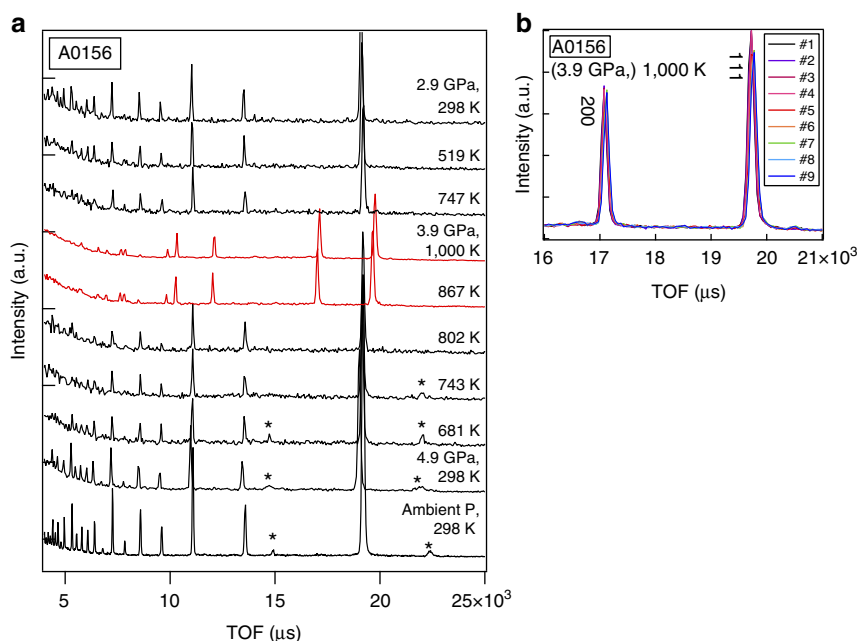 a
A0156
2.9 GPa,
298 K
519 K
747 K
3.9 GPa,
1,000 K
867 K
802 K
743 K
*
681 K
*
*
4.9 GPa,
298 K
*
*
Ambient P,
298 K
*
*
Intensity (a.u.)
5
10
15
20
25×10³
TOF (μs)
b
A0156
(3.9 GPa,) 1,000 K
200
111
#1
#2
#3
#4
#5
#6
#7
#8
#9
Intensity (a.u.)
16
17
18
19
20
21×10³
TOF (μs)